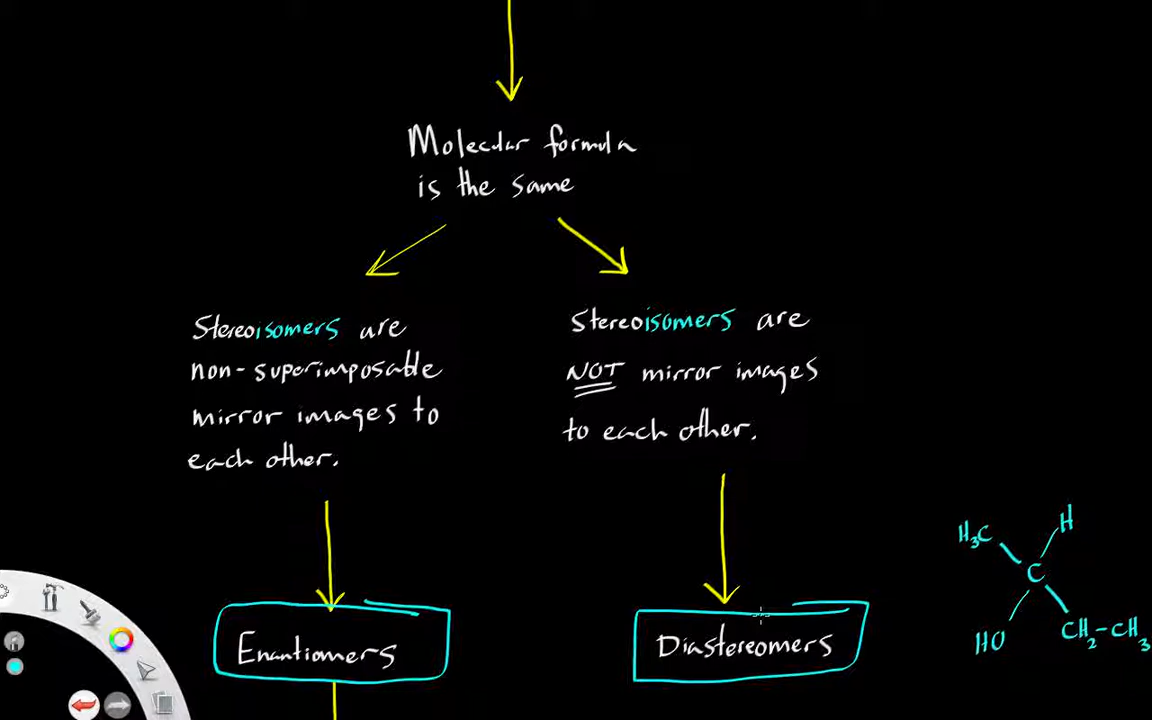 Molecular formula
is the same
Stereoisomers are
non-superimposable
mirror images to
each other.
Stereoisomers are
NOT mirror images
to each other.
Enantiomers
Diastereomers
H₃C
H
C
HO
CH₂-CH₃